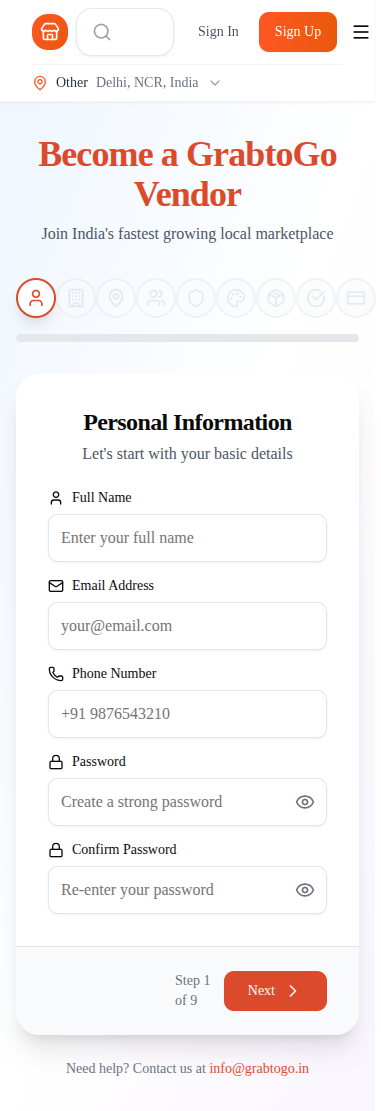 Sign In
Sign Up
Other Delhi, NCR, India
Become a GrabtoGo
Vendor
Join India's fastest growing local marketplace
Personal Information
Let's start with your basic details
Full Name
Enter your full name
Email Address
your@email.com
Phone Number
+91 9876543210
Password
Create a strong password
Confirm Password
Re-enter your password
Step 1
of 9
Next
Need help? Contact us at info@grabtogo.in